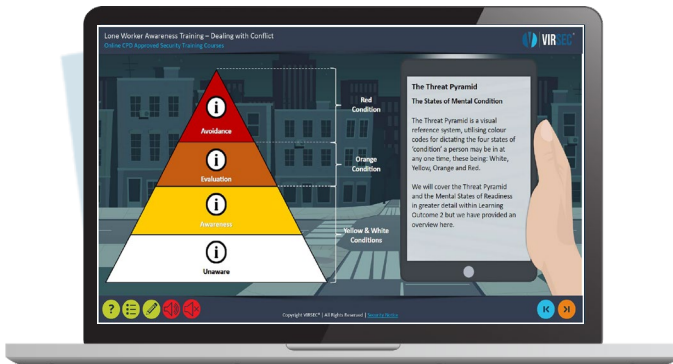 Lone Worker Awareness Training – Dealing with Conflict
Online CPD Approved Security Training Courses
VIRSEC
Avoidance
Evaluation
Awareness
Unaware
Red
Condition
Orange
Condition
Yellow & White
Conditions
The Threat Pyramid
The States of Mental Condition
The Threat Pyramid is a visual
reference system, utilising colour
codes for dictating the four states of
'condition' a person may be in at
any one time, these being: White,
Yellow, Orange and Red.
We will cover the Threat Pyramid
and the Mental States of Readiness
in greater detail within Learning
Outcome 2 but we have provided an
overview here.
Copyright VIRSEC® | All Rights Reserved | Security Notice